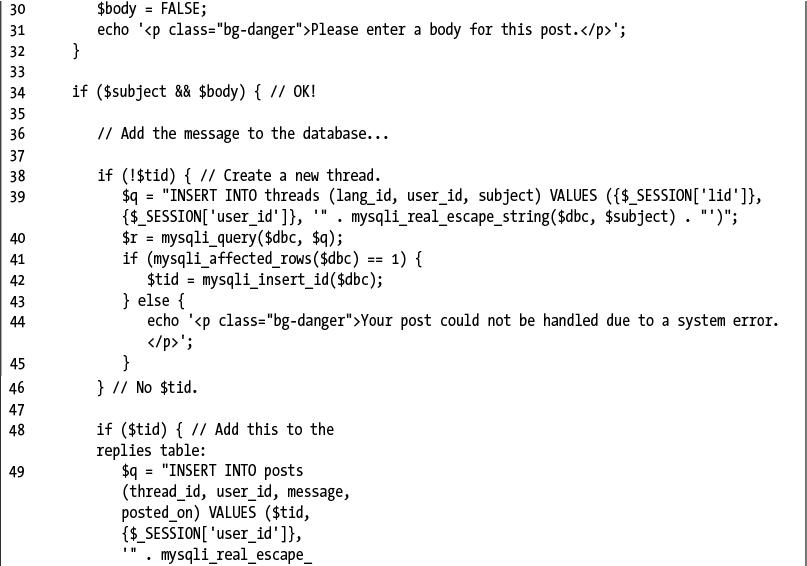 30 $body = FALSE;
31 echo '<p class="bg-danger">Please enter a body for this post.</p>';
32 }
33
34 if ($subject && $body) { // OK!
35
36 // Add the message to the database...
37
38 if (!$tid) { // Create a new thread.
39 $q = "INSERT INTO threads (lang_id, user_id, subject) VALUES ({$_SESSION['lid']},
{$_SESSION['user_id']}, '" . mysqli_real_escape_string($dbc, $subject) . "')";
40 $r = mysqli_query($dbc, $q);
41 if (mysqli_affected_rows($dbc) == 1) {
42 $tid = mysqli_insert_id($dbc);
43 } else {
44 echo '<p class="bg-danger">Your post could not be handled due to a system error.
</p>';
45 }
46 } // No $tid.
47
48 if ($tid) { // Add this to the
replies table:
49 $q = "INSERT INTO posts
(thread_id, user_id, message,
posted_on) VALUES ($tid,
{$_SESSION['user_id']},
'" . mysqli_real_escape_